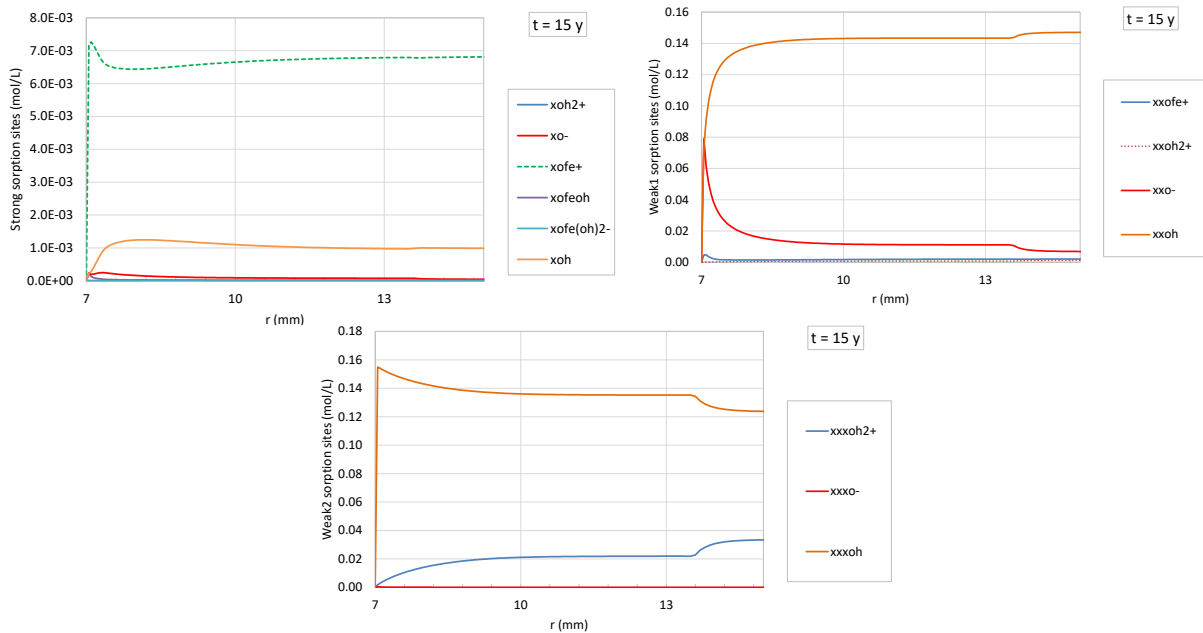 8.0E-03
7.0E-03
6.0E-03
5.0E-03
4.0E-03
3.0E-03
2.0E-03
1.0E-03
0.0E+00
Strong sorption sites (mol/L)
7
10
13
r (mm)
t = 15 y
xoh2+
xo-
xofe+
xofeoh
xofe(oh)2-
xoh
0.16
0.14
0.12
0.10
0.08
0.06
0.04
0.02
0.00
Weak1 sorption sites (mol/L)
7
10
13
r (mm)
t = 15 y
xxofe+
xxoh2+
xxo-
xxoh
0.18
0.16
0.14
0.12
0.10
0.08
0.06
0.04
0.02
0.00
Weak2 sorption sites (mol/L)
7
10
13
r (mm)
t = 15 y
xxxoh2+
xxxo-
xxxoh